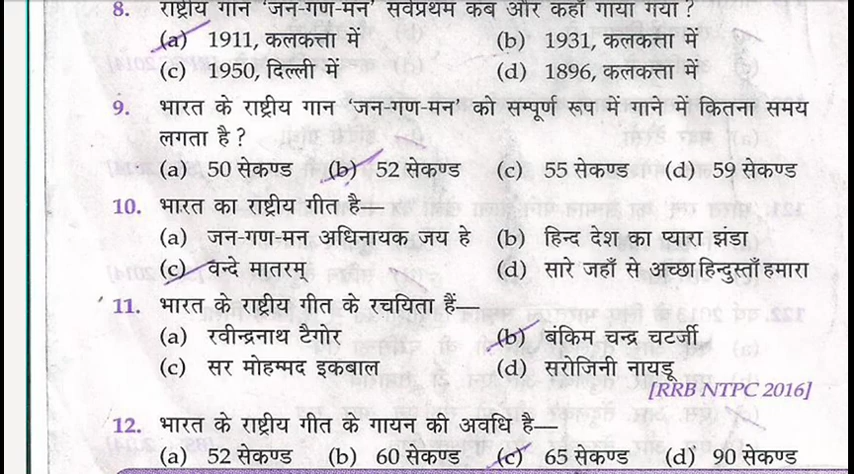 8. राष्ट्रीय गान 'जन-गण-मन' सर्वप्रथम कब और कहाँ गाया गया ?
(a) 1911, कलकत्ता में (b) 1931, कलकत्ता में
(c) 1950, दिल्ली में (d) 1896, कलकत्ता में
9. भारत के राष्ट्रीय गान 'जन-गण-मन' को सम्पूर्ण रूप में गाने में कितना समय
लगता है ?
(a) 50 सेकण्ड (b) 52 सेकण्ड (c) 55 सेकण्ड (d) 59 सेकण्ड
10. भारत का राष्ट्रीय गीत है—
(a) जन-गण-मन अधिनायक जय हे (b) हिन्द देश का प्यारा झंडा
(c) वन्दे मातरम् (d) सारे जहाँ से अच्छा हिन्दुस्ताँ हमारा
11. भारत के राष्ट्रीय गीत के रचयिता हैं—
(a) रवीन्द्रनाथ टैगोर (b) बंकिम चन्द्र चटर्जी
(c) सर मोहम्मद इकबाल (d) सरोजिनी नायडू
[RRB NTPC 2016]
12. भारत के राष्ट्रीय गीत के गायन की अवधि है—
(a) 52 सेकण्ड (b) 60 सेकण्ड (c) 65 सेकण्ड (d) 90 सेकण्ड